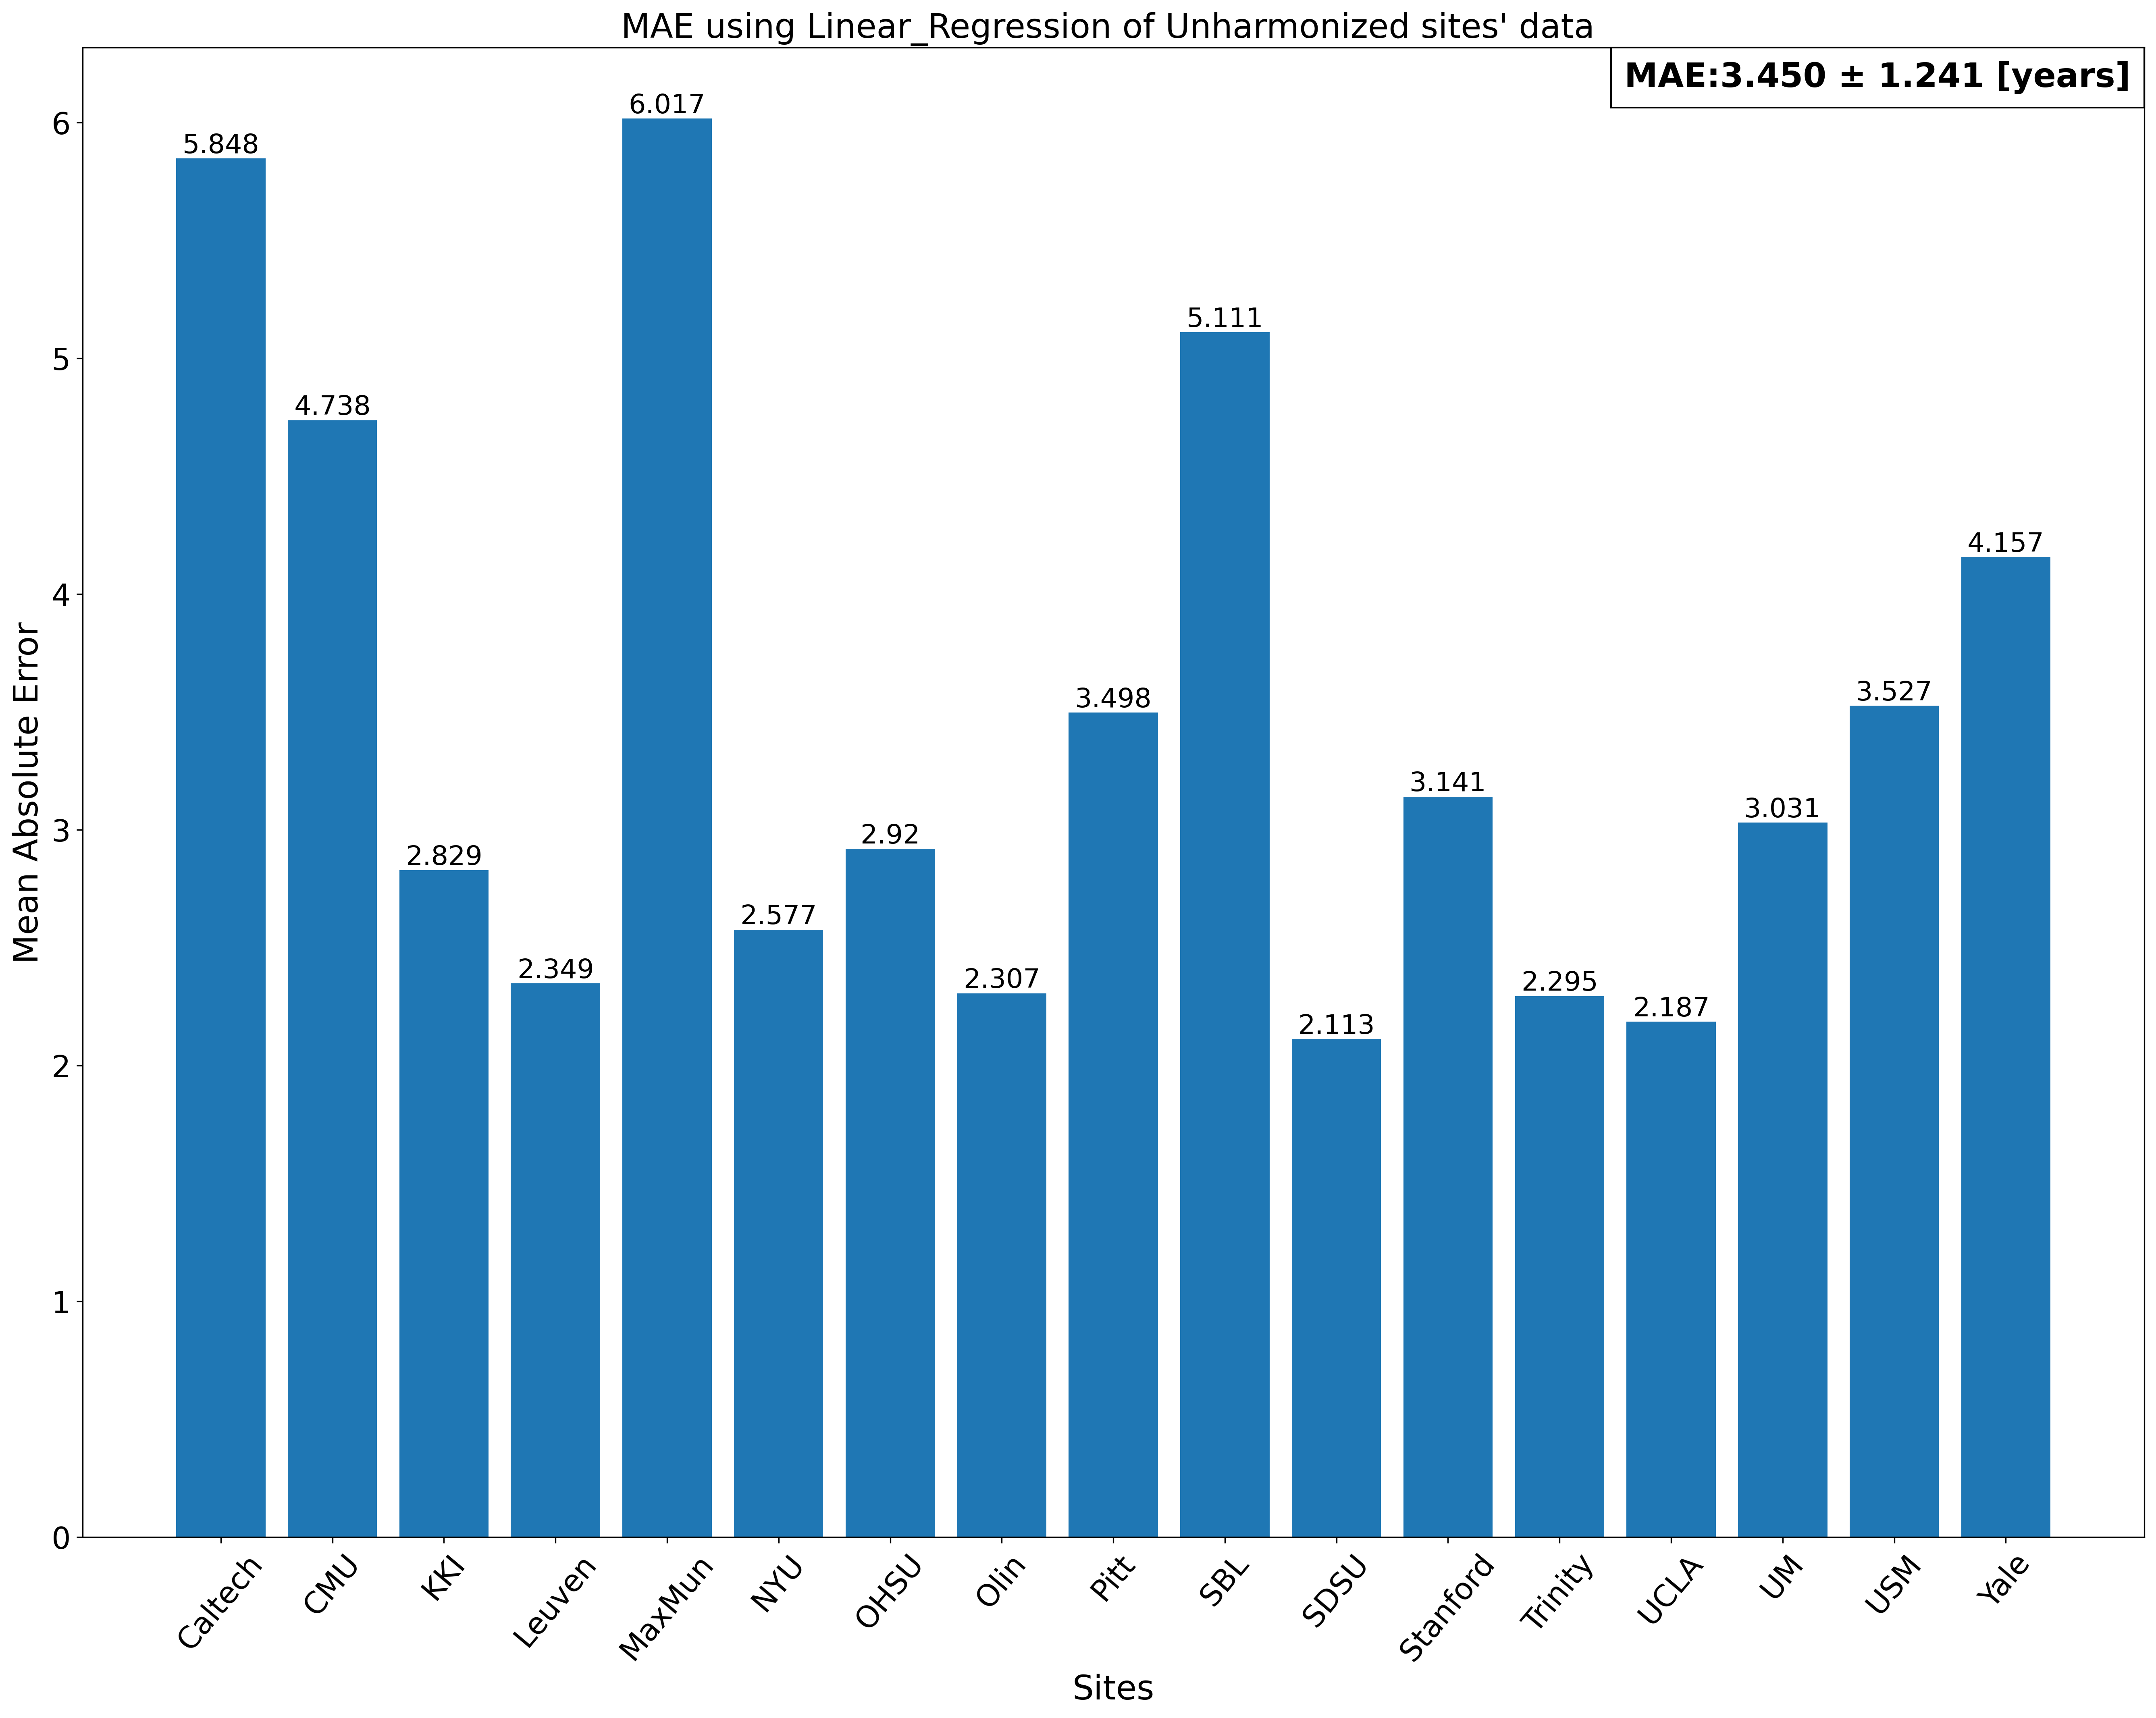 MAE using Linear_Regression of Unharmonized sites' data
MAE:3.450 ± 1.241 [years]
Mean Absolute Error
6
5
4
3
2
1
0
5.848
4.738
2.829
2.349
6.017
2.577
2.92
2.307
3.498
5.111
2.113
3.141
2.295
2.187
3.031
3.527
4.157
Caltech
CMU
KKI
Leuven
MaxMun
NYU
OHSU
Olin
Pitt
SBL
SDSU
Stanford
Trinity
UCLA
UM
USM
Yale
Sites